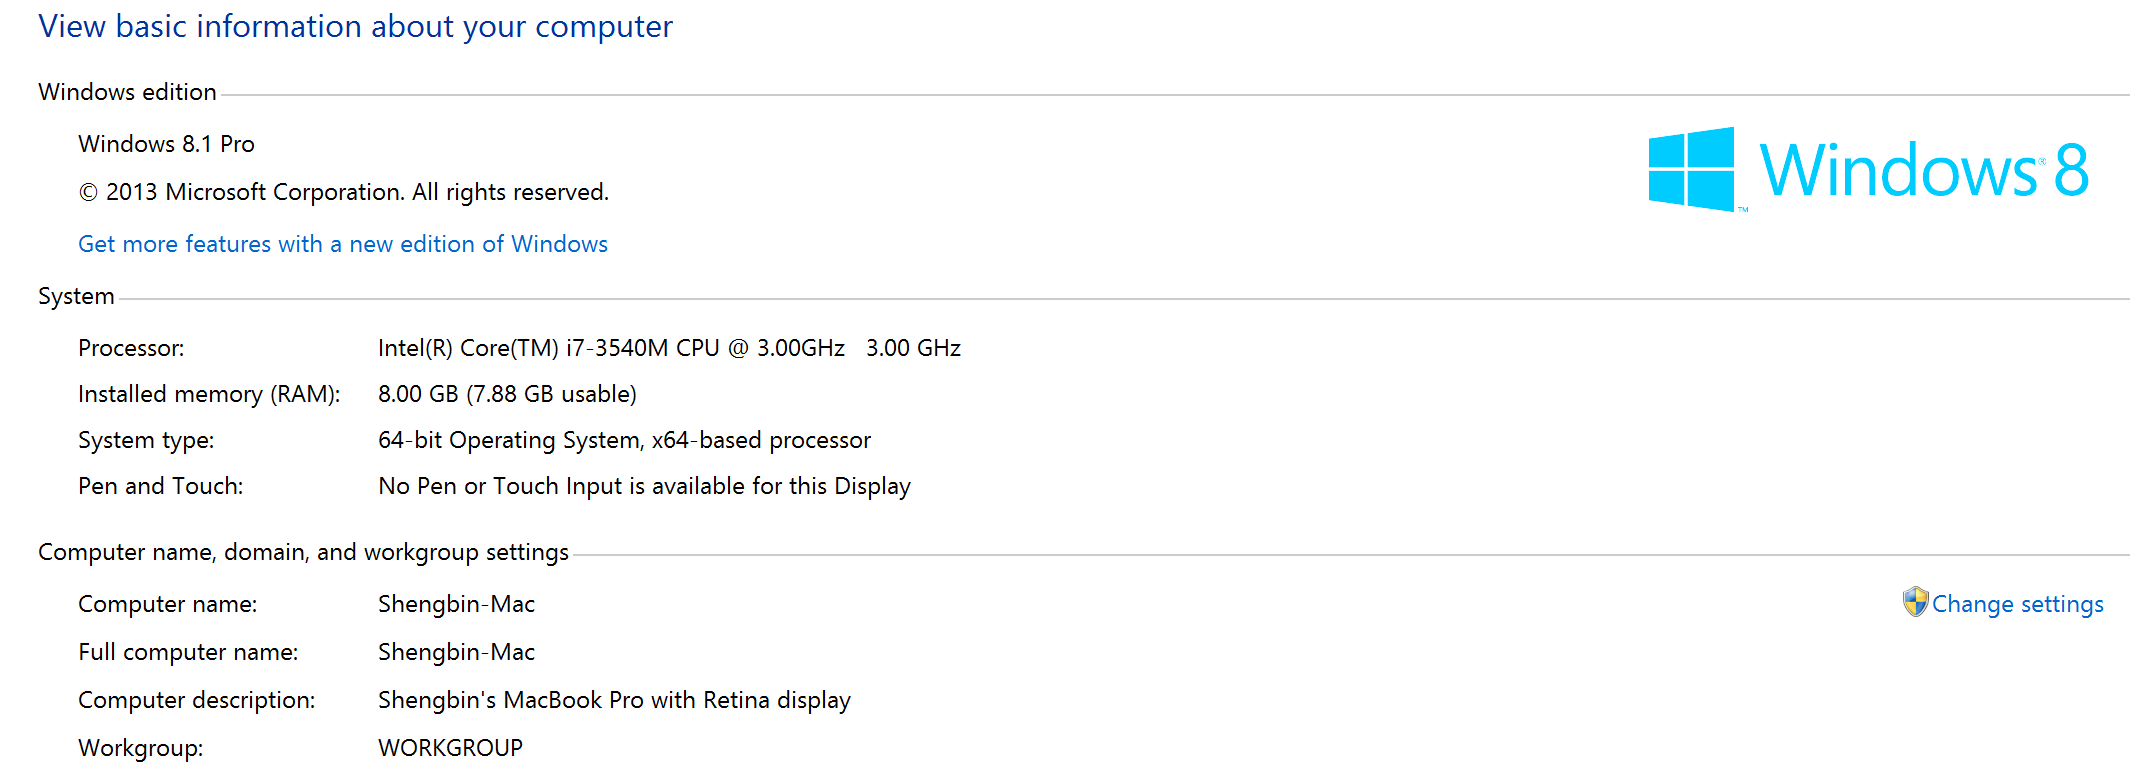 View basic information about your computer
Windows edition
Windows 8.1 Pro
© 2013 Microsoft Corporation. All rights reserved.
Get more features with a new edition of Windows
™ Windows® 8
System
Processor: Intel(R) Core(TM) i7-3540M CPU @ 3.00GHz 3.00 GHz
Installed memory (RAM): 8.00 GB (7.88 GB usable)
System type: 64-bit Operating System, x64-based processor
Pen and Touch: No Pen or Touch Input is available for this Display
Computer name, domain, and workgroup settings
Computer name: Shengbin-Mac Change settings
Full computer name: Shengbin-Mac
Computer description: Shengbin's MacBook Pro with Retina display
Workgroup: WORKGROUP